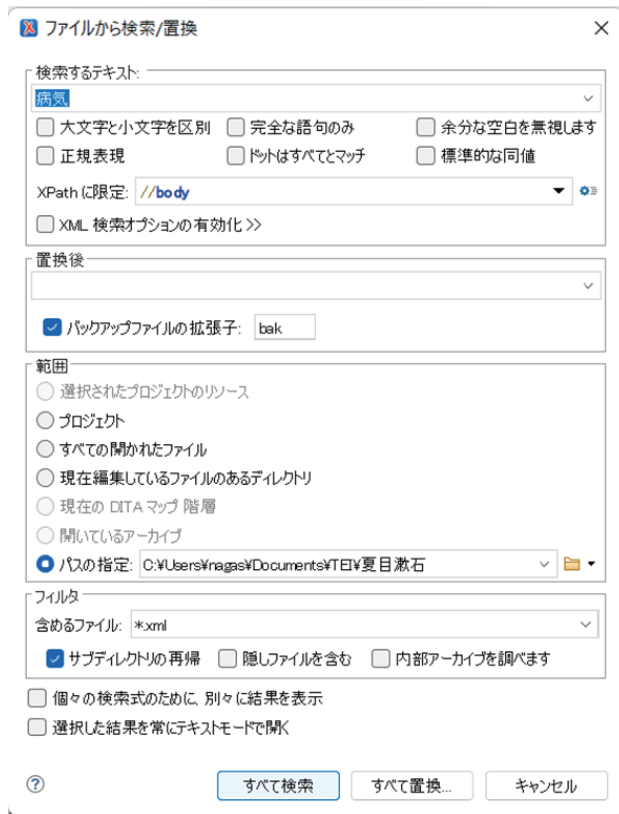 ファイルから検索/置換
検索するテキスト:
病気
大文字と小文字を区別 完全な語句のみ 余分な空白を無視します
正規表現 ドットはすべてとマッチ 標準的な同値
XPath に限定: //body
XML 検索オプションの有効化 >>
置換後
バックアップファイルの拡張子: bak
範囲
選択されたプロジェクトのリソース
プロジェクト
すべての開かれたファイル
現在編集しているファイルのあるディレクトリ
現在の DITA マップ 階層
開いているアーカイブ
パスの指定: C:¥Users¥nagas¥Documents¥TEI¥夏目漱石
フィルタ
含めるファイル: *.xml
サブディレクトリの再帰 隠しファイルを含む 内部アーカイブを調べます
個々の検索式のために、別々に結果を表示
選択した結果を常にテキストモードで開く
? すべて検索 すべて置換... キャンセル